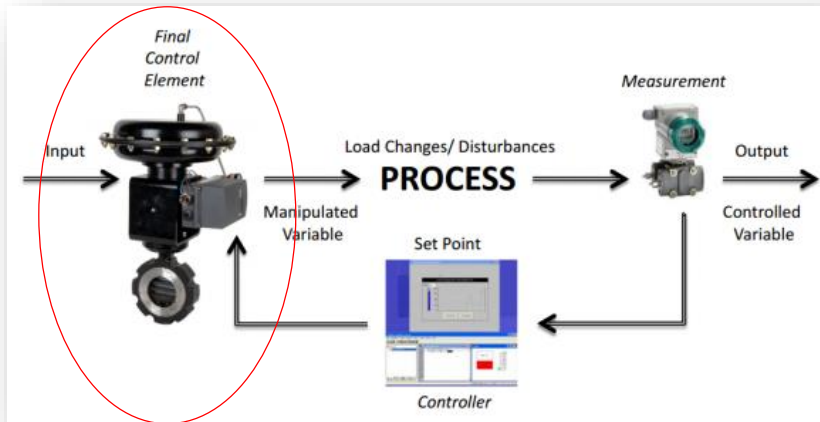 Final
Control
Element
Measurement
Input
Load Changes/ Disturbances
PROCESS
Output
Manipulated
Variable
Controlled
Variable
Set Point
Controller